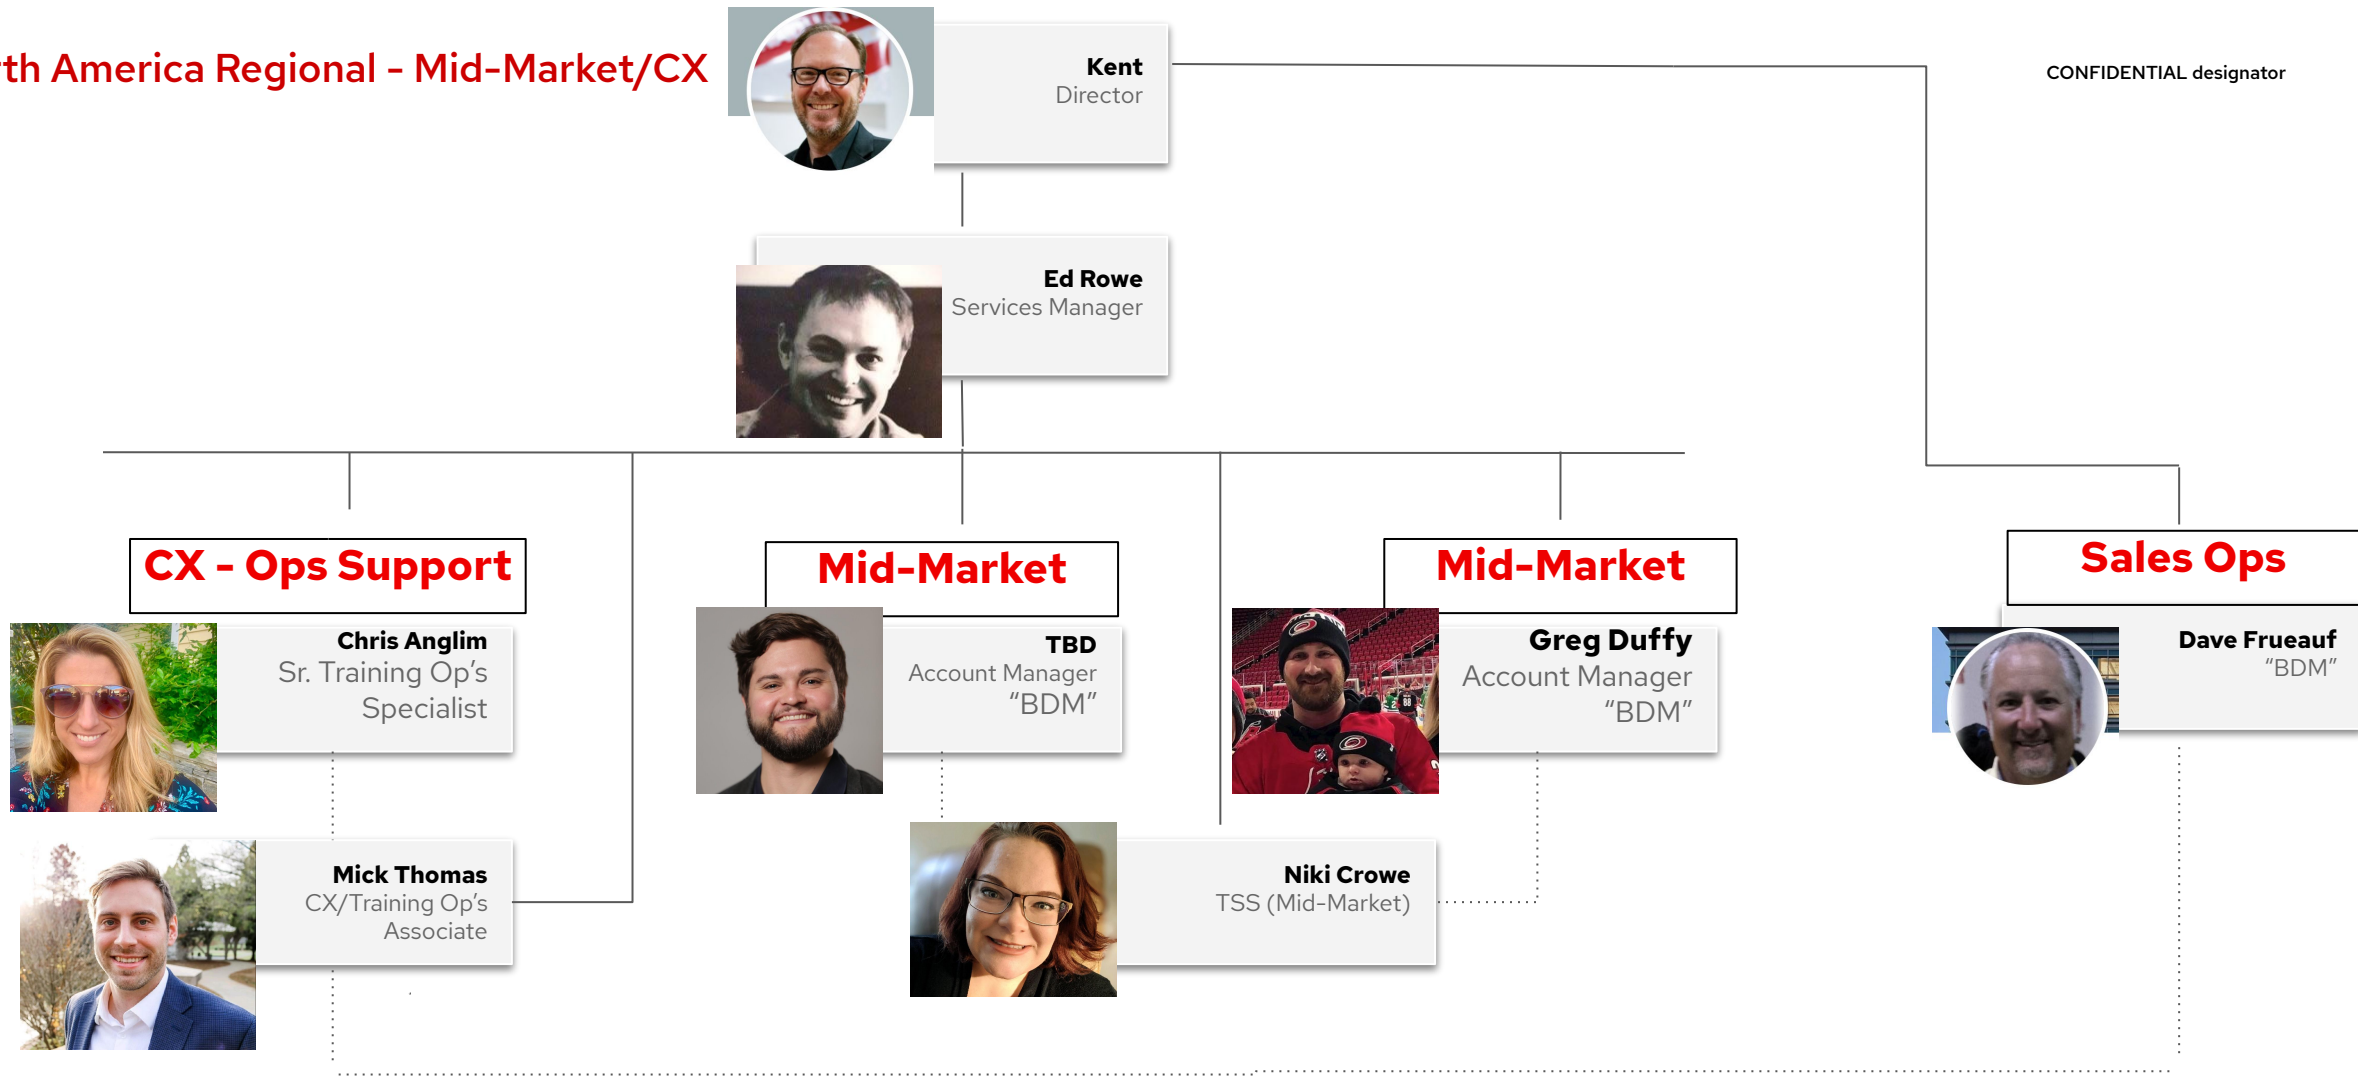 th America Regional - Mid-Market/CX
Kent
Director
CONFIDENTIAL designator
Ed Rowe
Services Manager
CX - Ops Support
Chris Anglim
Sr. Training Op’s
Specialist
Mick Thomas
CX/Training Op’s
Associate
Mid-Market
TBD
Account Manager
“BDM”
Niki Crowe
TSS (Mid-Market)
Mid-Market
Greg Duffy
Account Manager
“BDM”
Sales Ops
Dave Frueauf
“BDM”